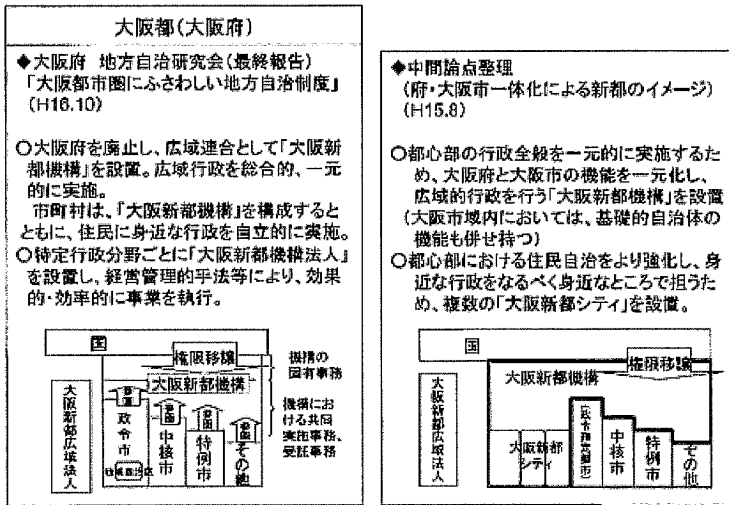 大阪都(大阪府)
◆大阪府 地方自治研究会(最終報告)
「大阪都市圏にふさわしい地方自治制度」
(H16.10)
○大阪府を廃止し、広域連合として「大阪新
都機構」を設置。広域行政を総合的、一元
的に実施。
市町村は、「大阪新都機構」を構成すると
ともに、住民に身近な行政を自立的に実施。
○特定行政分野ごとに「大阪新都機構法人」
を設置し、経営管理的手法等により、効果
的・効率的に事業を執行。
国
権限移譲
大阪新都機構
機構の
固有事務
機構にお
ける共同
実施事務、
受託事務
大阪新都広域法人
参画
政令市
参画
中核市
参画
特例市
参画
その他
◆中間論点整理
(府・大阪市一体化による新都のイメージ)
(H15.8)
○都心部の行政全般を一元的に実施するた
め、大阪府と大阪市の機能を一元化し、
広域的行政を行う「大阪新都機構」を設置
(大阪市域内においては、基礎的自治体の
機能も併せ持つ)
○都心部における住民自治をより強化し、身
近な行政をなるべく身近なところで担うた
め、複数の「大阪新都シティ」を設置。
国
権限移譲
大阪新都機構
大阪新都広域法人
大阪新都
シティ
中核市
特例市
その他